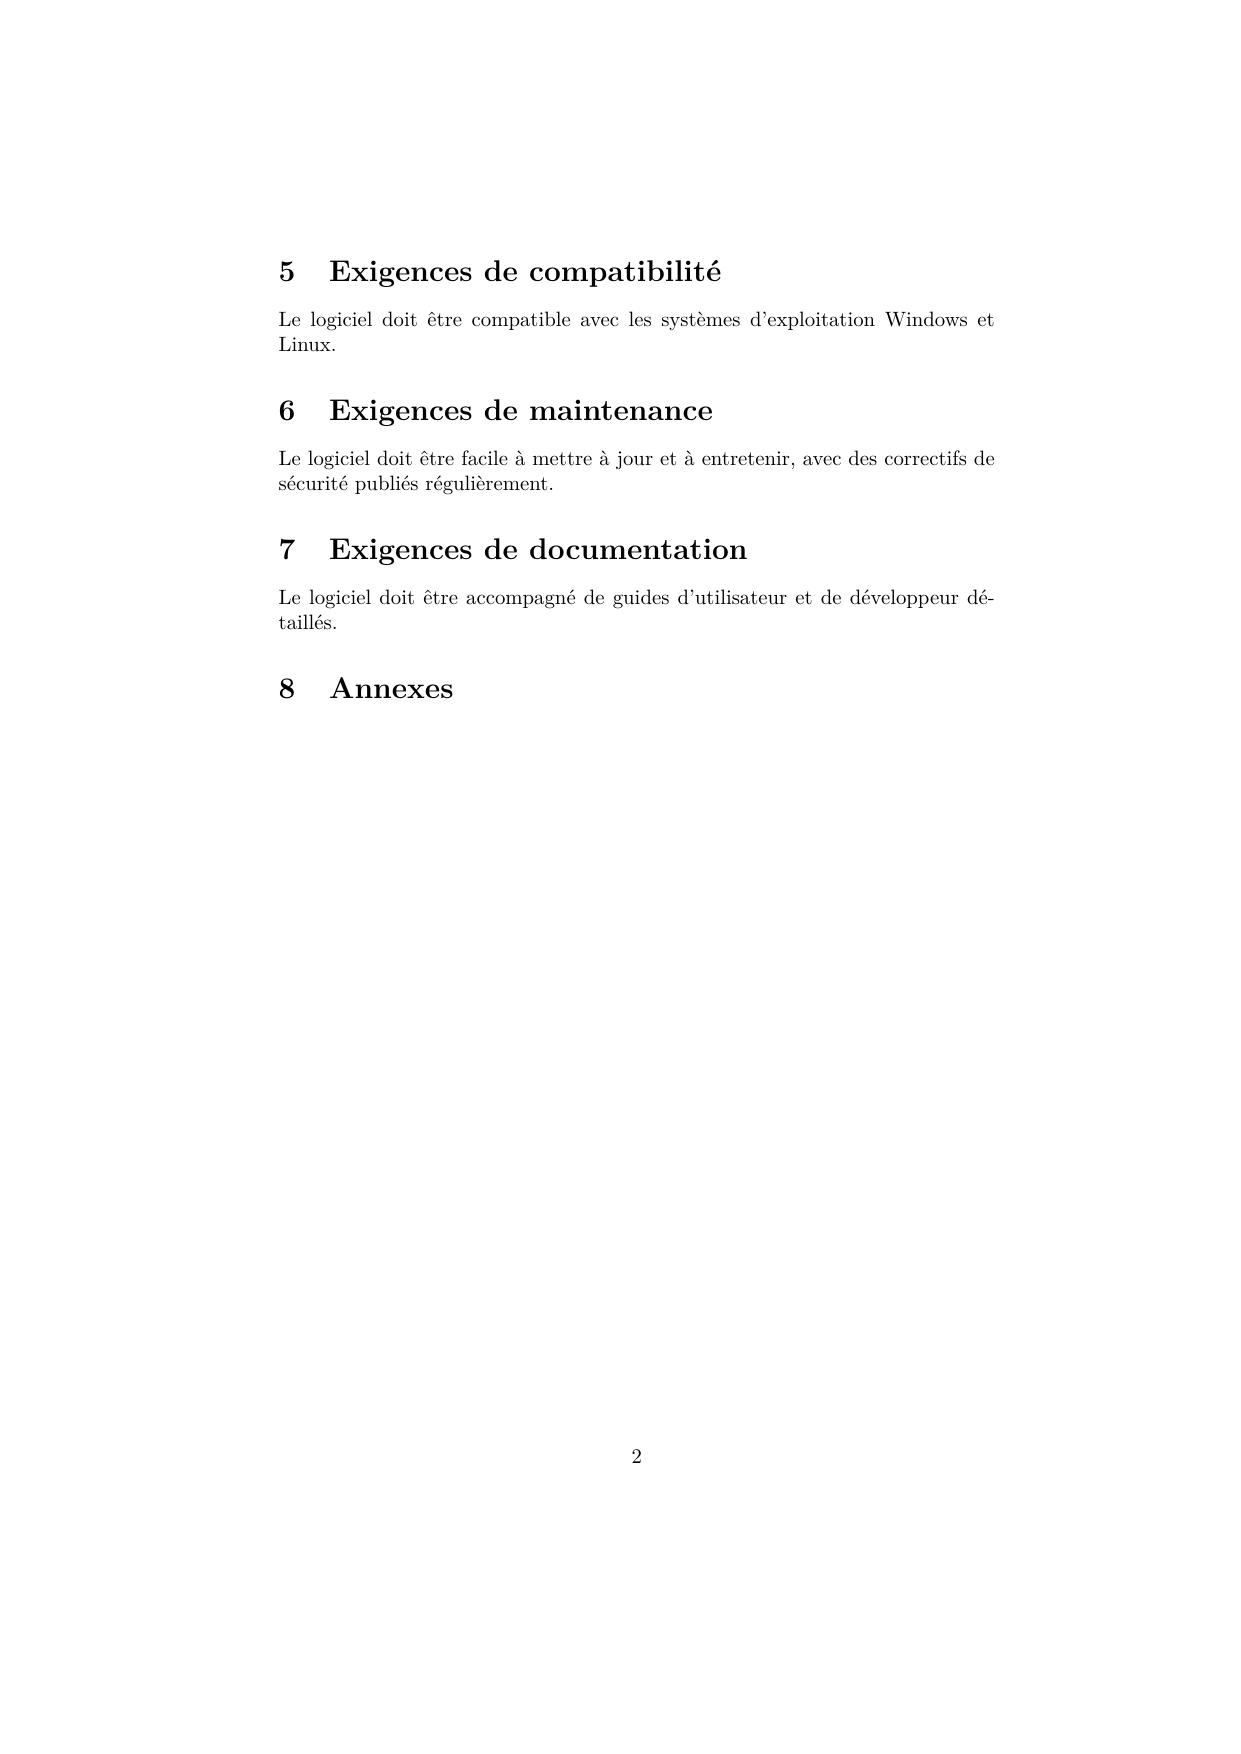 5 Exigences de compatibilité
Le logiciel doit être compatible avec les systèmes d'exploitation Windows et
Linux.
6 Exigences de maintenance
Le logiciel doit être facile à mettre à jour et à entretenir, avec des correctifs de
sécurité publiés régulièrement.
7 Exigences de documentation
Le logiciel doit être accompagné de guides d'utilisateur et de développeur dé-
taillés.
8 Annexes
2